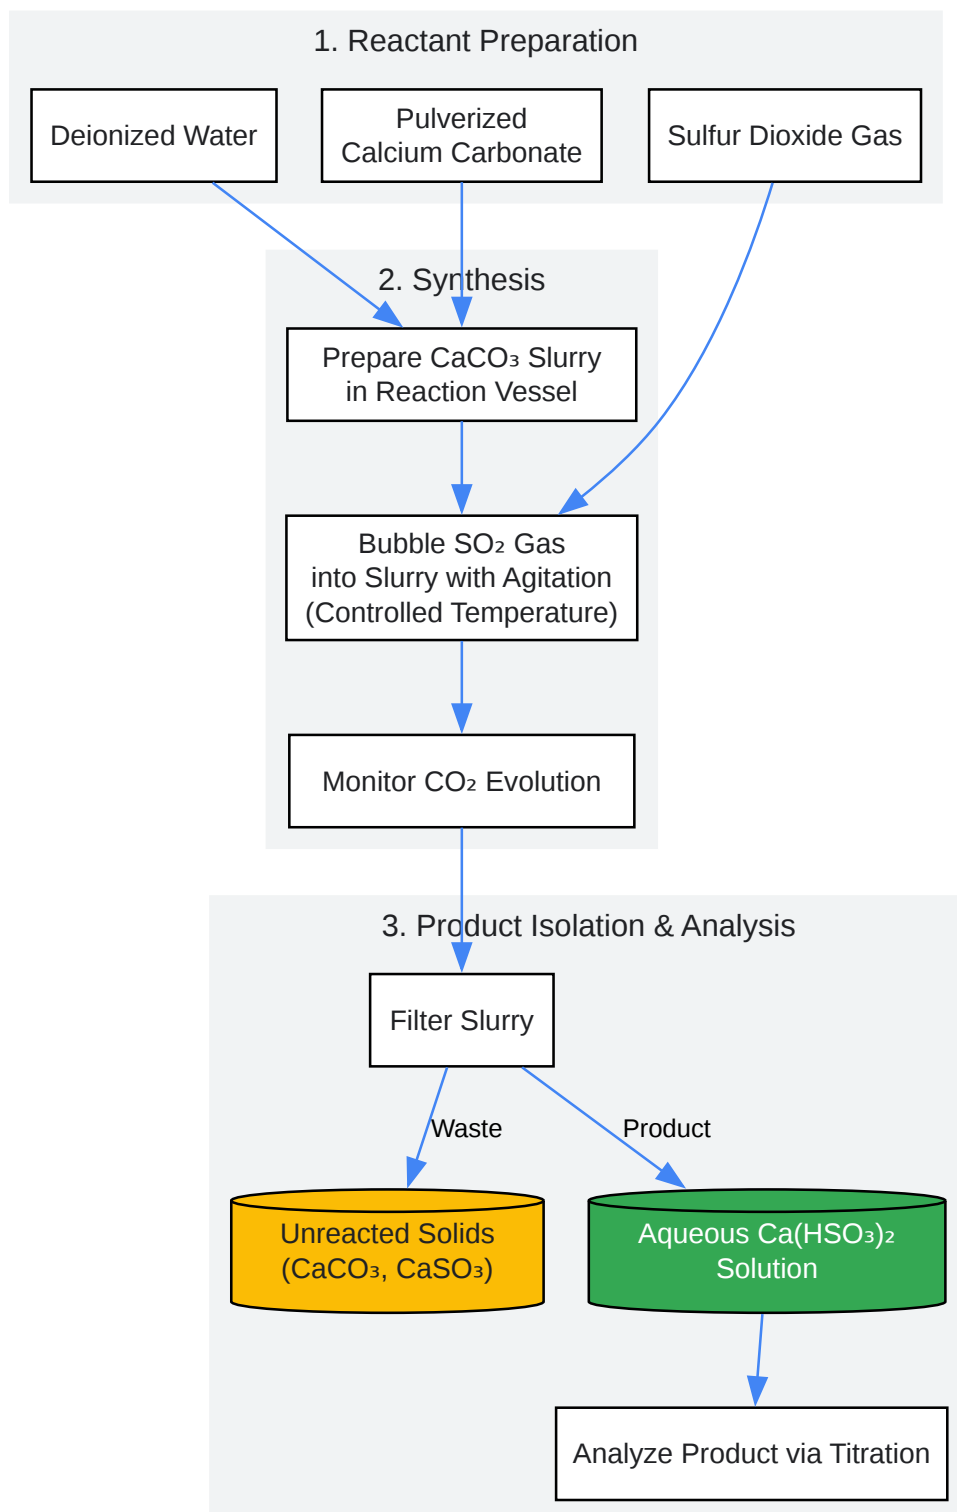 1. Reactant Preparation
Deionized Water
Pulverized
Calcium Carbonate
Sulfur Dioxide Gas
2. Synthesis
Prepare CaCO₃ Slurry
in Reaction Vessel
Bubble SO₂ Gas
into Slurry with Agitation
(Controlled Temperature)
Monitor CO₂ Evolution
3. Product Isolation & Analysis
Filter Slurry
Waste
Product
Unreacted Solids
(CaCO₃, CaSO₃)
Aqueous Ca(HSO₃)₂
Solution
Analyze Product via Titration